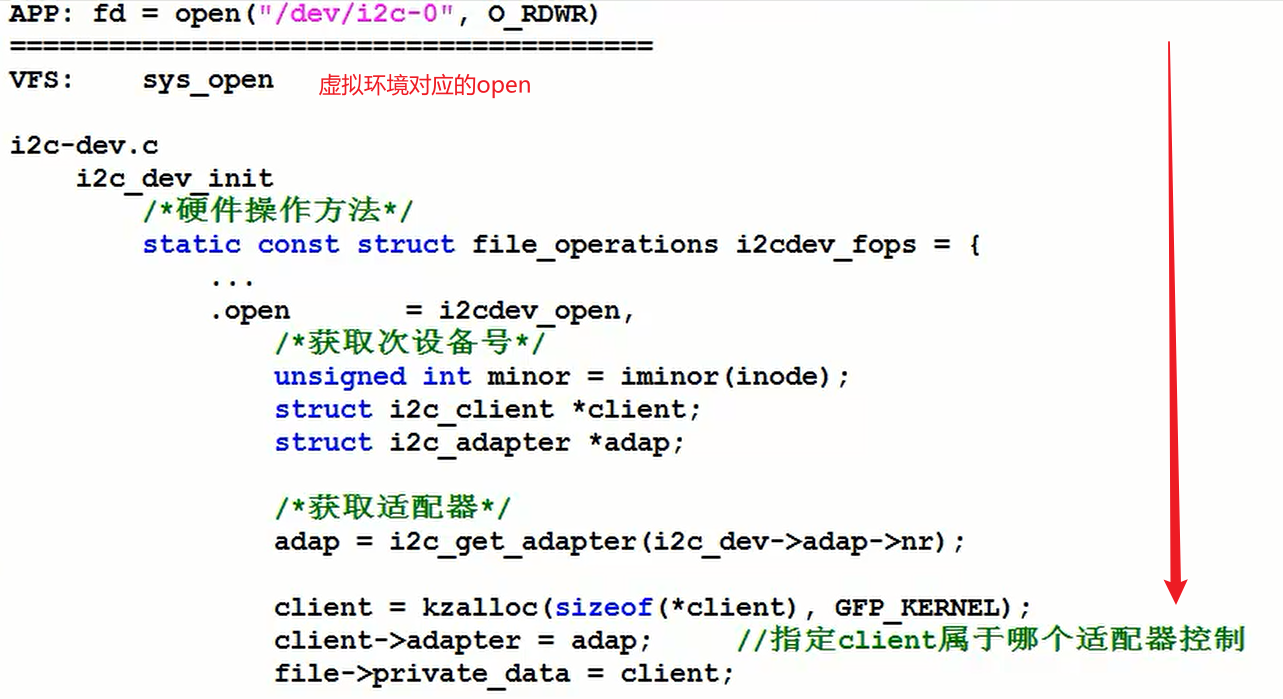 APP: fd = open("/dev/i2c-0", O_RDWR)
=======================================
VFS:    sys_open    虚拟环境对应的open
i2c-dev.c
    i2c_dev_init
        /*硬件操作方法*/
        static const struct file_operations i2cdev_fops = {
            ...
            .open       = i2cdev_open,
                /*获取次设备号*/
                unsigned int minor = iminor(inode);
                struct i2c_client *client;
                struct i2c_adapter *adap;
                /*获取适配器*/
                adap = i2c_get_adapter(i2c_dev->adap->nr);
                client = kzalloc(sizeof(*client), GFP_KERNEL);
                client->adapter = adap;     //指定client属于哪个适配器控制
                file->private_data = client;